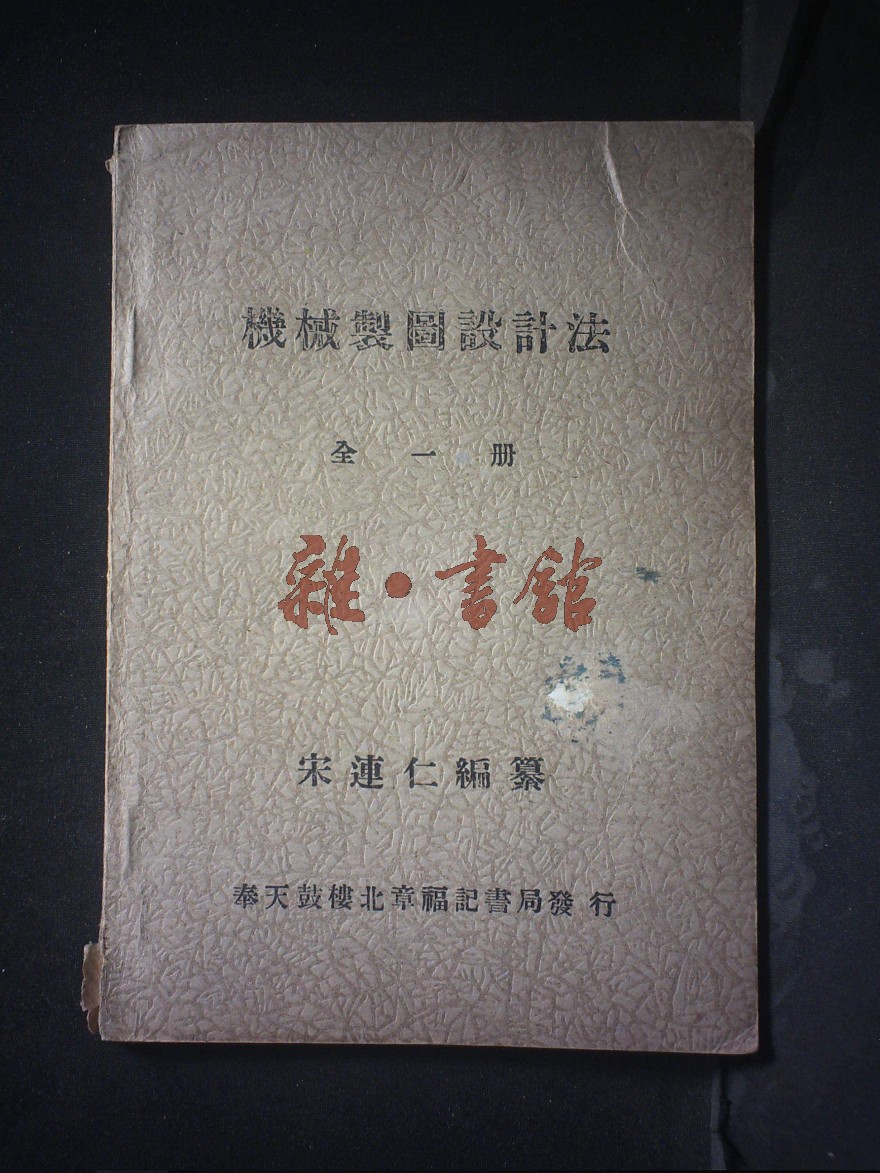 機械製圖設計法
全一册
雜·書館
宋連仁編纂
奉天鼓樓北章福記書局發行